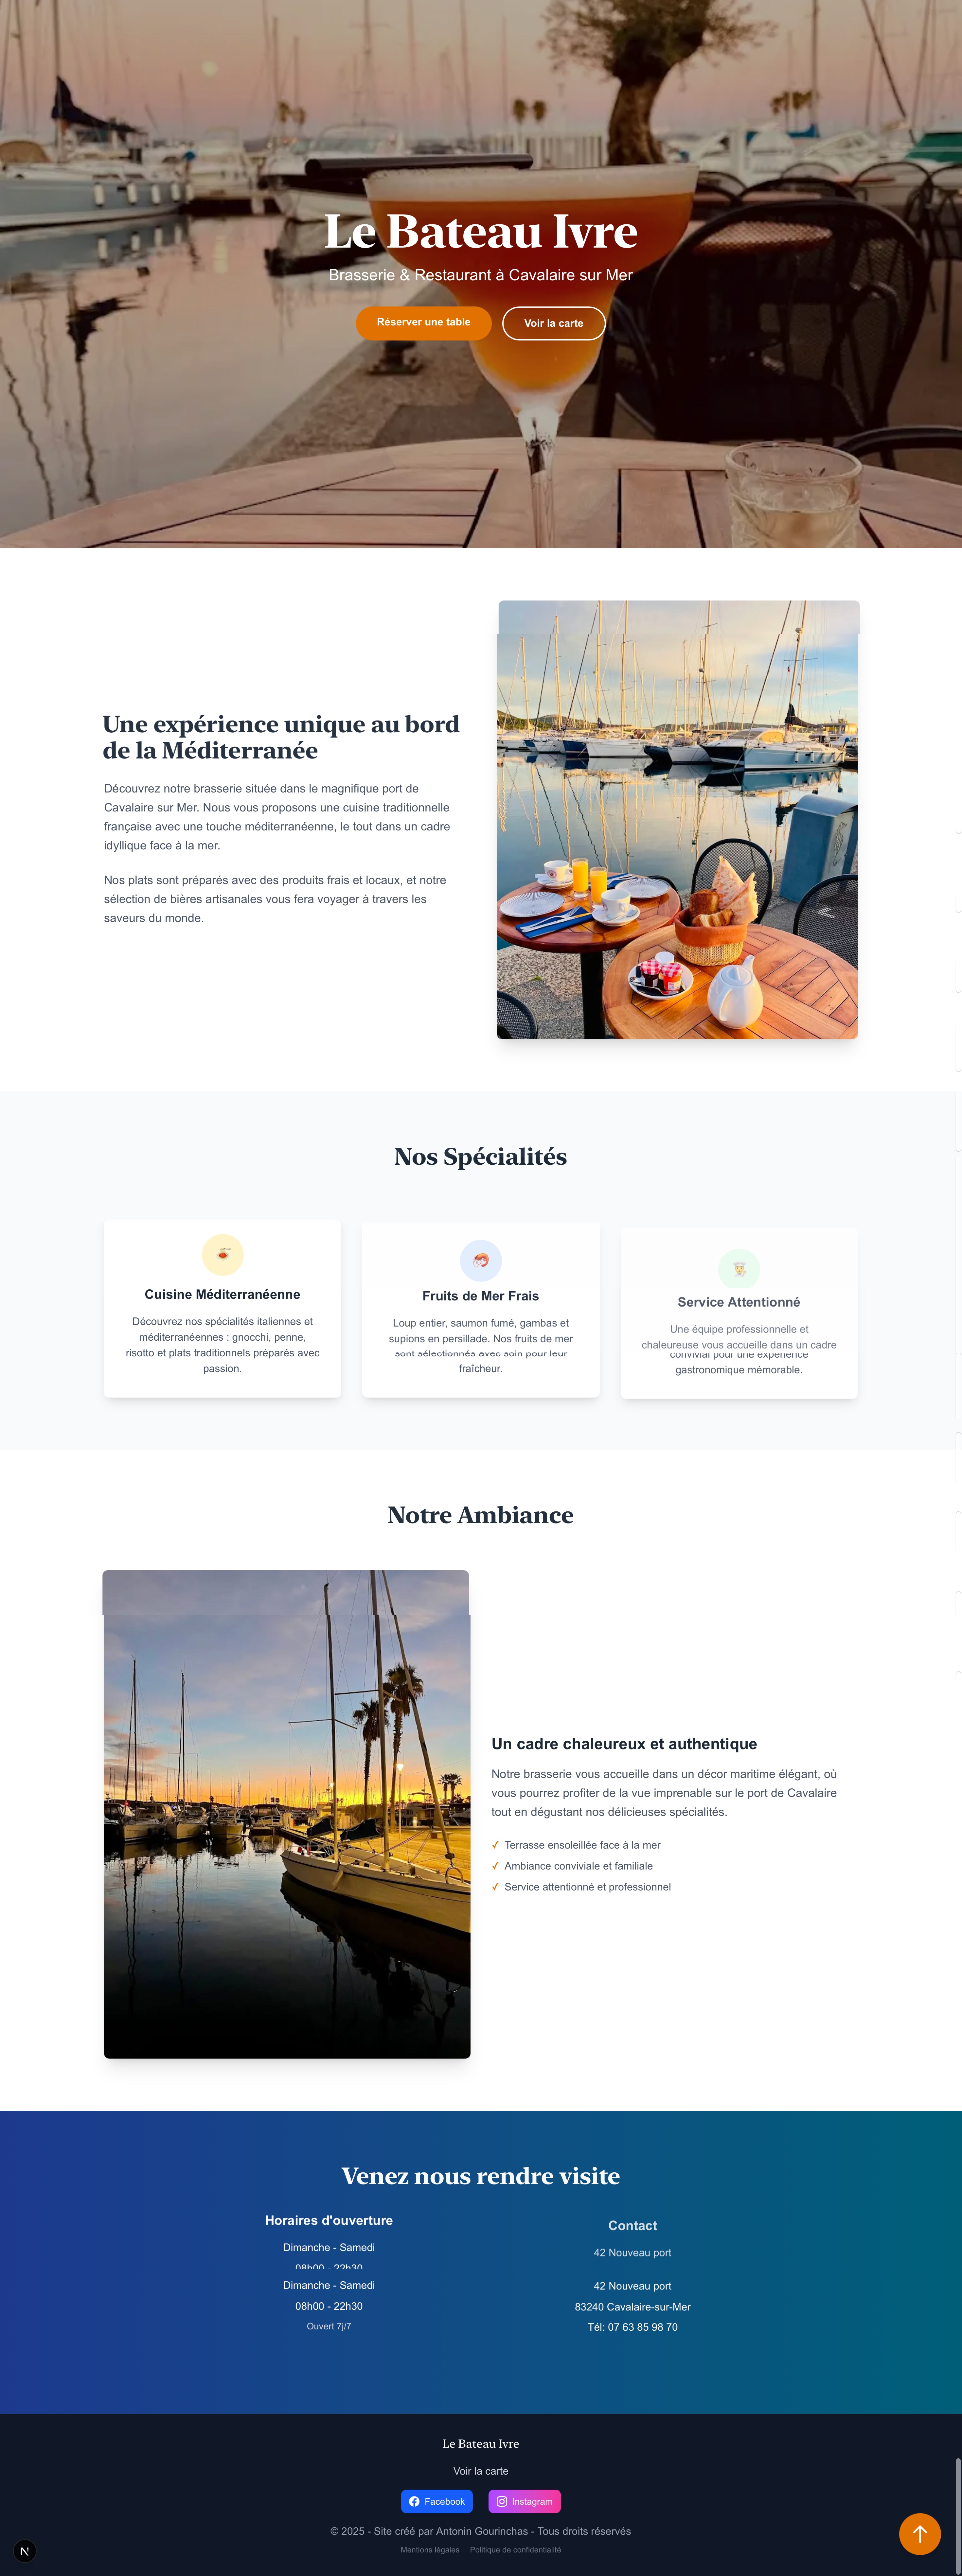 Le Bateau Ivre
Brasserie & Restaurant à Cavalaire sur Mer
Réserver une table
Voir la carte
Une expérience unique au bord
de la Méditerranée
Découvrez notre brasserie située dans le magnifique port de
Cavalaire sur Mer. Nous vous proposons une cuisine traditionnelle
française avec une touche méditerranéenne, le tout dans un cadre
idyllique face à la mer.
Nos plats sont préparés avec des produits frais et locaux, et notre
sélection de bières artisanales vous fera voyager à travers les
saveurs du monde.
Nos Spécialités
Cuisine Méditerranéenne
Découvrez nos spécialités italiennes et
méditerranéennes : gnocchi, penne,
risotto et plats traditionnels préparés avec
passion.
Fruits de Mer Frais
Loup entier, saumon fumé, gambas et
supions en persillade. Nos fruits de mer
sont sélectionnés avec soin pour leur
fraîcheur.
Service Attentionné
Une équipe professionnelle et
chaleureuse vous accueille dans un cadre
convivial pour une expérience
gastronomique mémorable.
Notre Ambiance
Un cadre chaleureux et authentique
Notre brasserie vous accueille dans un décor maritime élégant, où
vous pourrez profiter de la vue imprenable sur le port de Cavalaire
tout en dégustant nos délicieuses spécialités.
✓ Terrasse ensoleillée face à la mer
✓ Ambiance conviviale et familiale
✓ Service attentionné et professionnel
Venez nous rendre visite
Horaires d'ouverture
Dimanche - Samedi
08h00 - 22h30
Dimanche - Samedi
08h00 - 22h30
Ouvert 7j/7
Contact
42 Nouveau port
42 Nouveau port
83240 Cavalaire-sur-Mer
Tél: 07 63 85 98 70
Le Bateau Ivre
Voir la carte
Facebook
Instagram
© 2025 - Site créé par Antonin Gourinchas - Tous droits réservés
Mentions légales
Politique de confidentialité
N